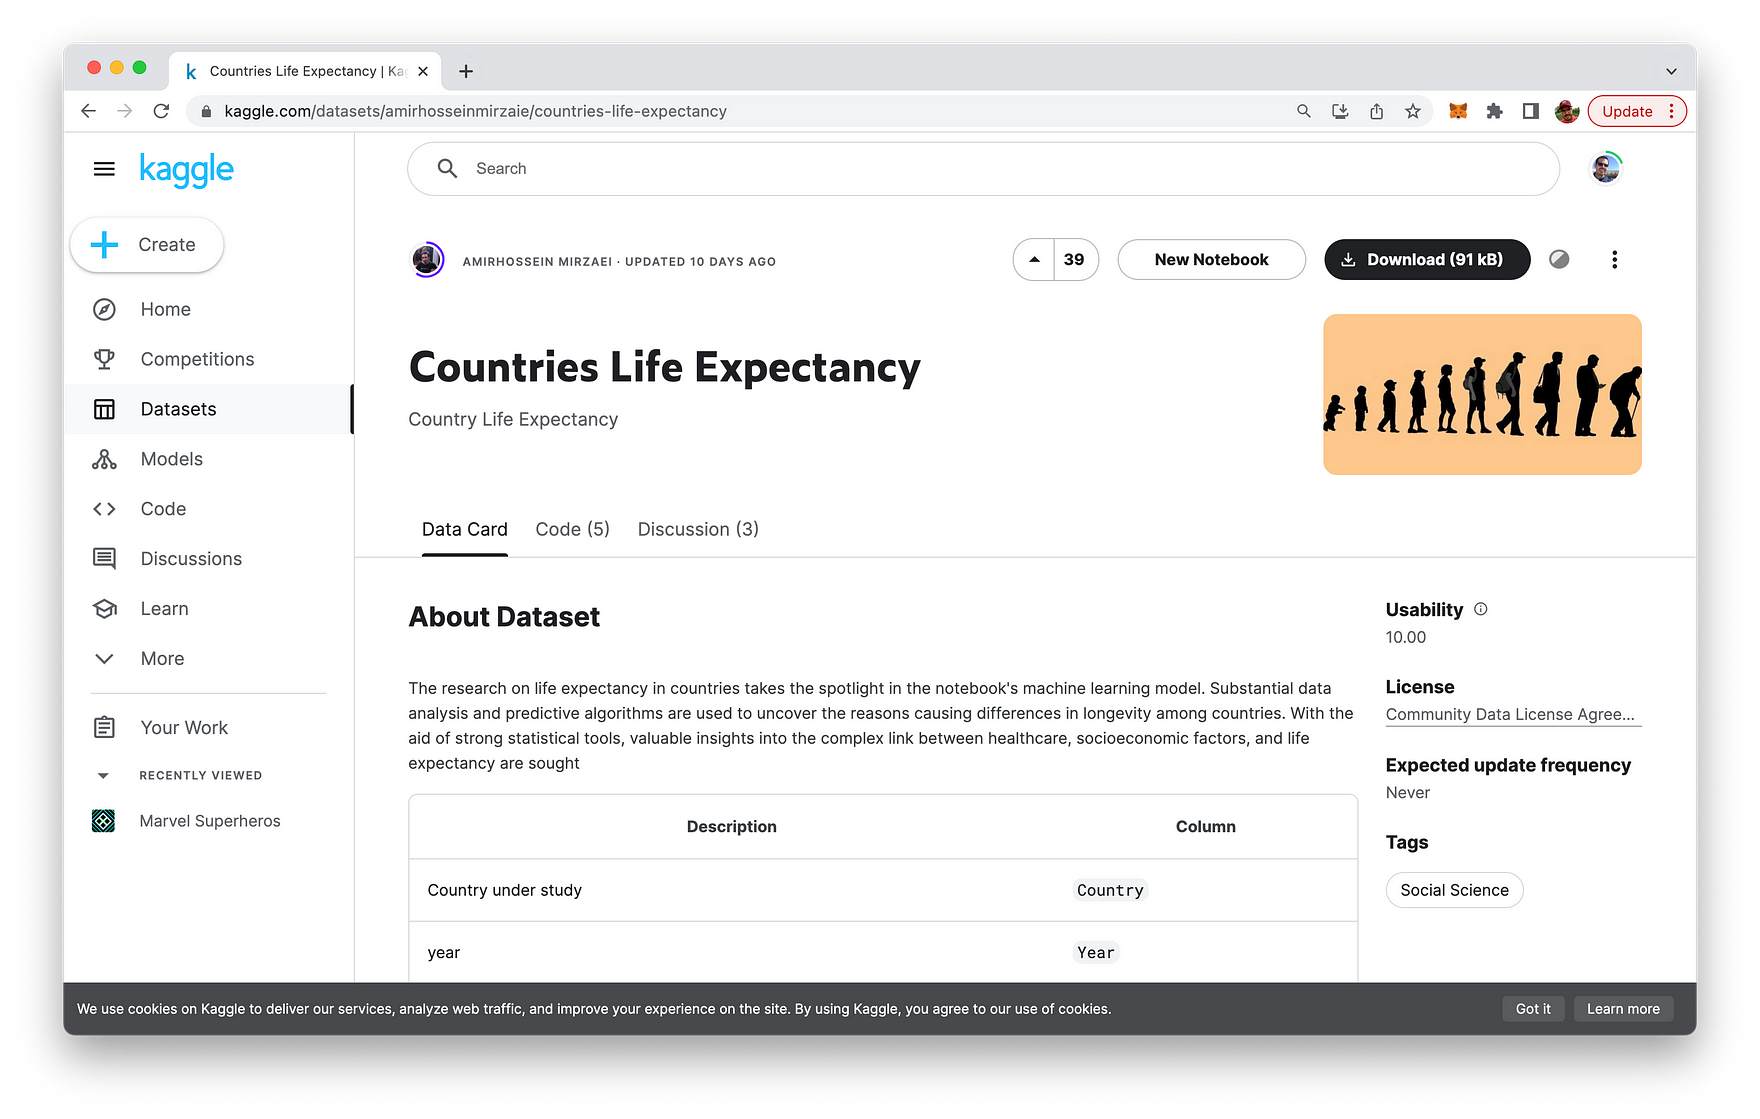 Countries Life Expectancy | Ka
kaggle.com/datasets/amirhosseinmirzaie/countries-life-expectancy
Update
kaggle
Search
Create
Home
Competitions
Datasets
Models
Code
Discussions
Learn
More
Your Work
RECENTLY VIEWED
Marvel Superheros
AMIRHOSSEIN MIRZAEI · UPDATED 10 DAYS AGO
39
New Notebook
Download (91 kB)
Countries Life Expectancy
Country Life Expectancy
Data Card
Code (5)
Discussion (3)
About Dataset
The research on life expectancy in countries takes the spotlight in the notebook's machine learning model. Substantial data
analysis and predictive algorithms are used to uncover the reasons causing differences in longevity among countries. With the
aid of strong statistical tools, valuable insights into the complex link between healthcare, socioeconomic factors, and life
expectancy are sought
Description Column
Country under study Country
year Year
Usability
10.00
License
Community Data License Agree...
Expected update frequency
Never
Tags
Social Science
We use cookies on Kaggle to deliver our services, analyze web traffic, and improve your experience on the site. By using Kaggle, you agree to our use of cookies.
Got it
Learn more